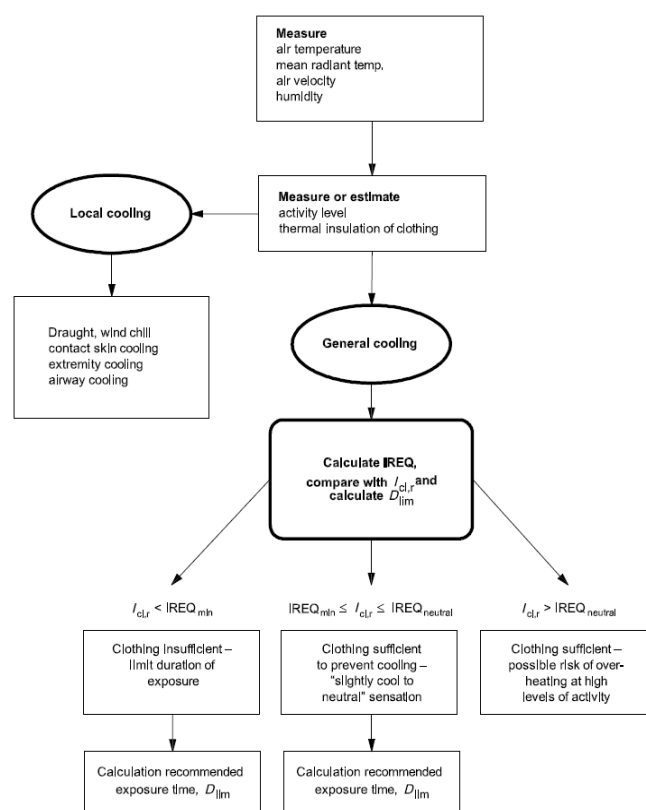 Measure
air temperature
mean radiant temp.
air velocity
humidity
Measure or estimate
activity level
thermal insulation of clothing
Local cooling
Draught, wind chill
contact skin cooling
extremity cooling
airway cooling
General cooling
Calculate IREQ,
compare with Icl,r and
calculate Dlim
Icl,r < IREQmin
IREQmin ≤ Icl,r ≤ IREQneutral
Icl,r > IREQneutral
Clothing insufficient –
limit duration of
exposure
Clothing sufficient
to prevent cooling –
“slightly cool to
neutral” sensation
Clothing sufficient –
possible risk of over-
heating at high
levels of activity
Calculation recommended
exposure time, Dlim
Calculation recommended
exposure time, Dlim